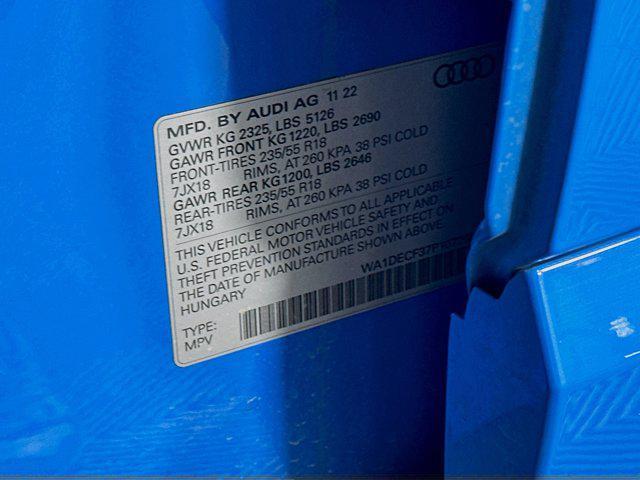 MFD. BY AUDI AG 11 22
GVWR KG 2325, LBS 5126
GAWR FRONT KG 1220, LBS 2690
FRONT-TIRES 235/55 R18
7JX18 RIMS, AT 260 KPA 38 PSI COLD
GAWR REAR KG1200, LBS 2646
REAR-TIRES 235/55 R18
7JX18 RIMS, AT 260 KPA 38 PSI COLD
THIS VEHICLE CONFORMS TO ALL APPLICABLE
U.S. FEDERAL MOTOR VEHICLE SAFETY AND
THEFT PREVENTION STANDARDS IN EFFECT ON
THE DATE OF MANUFACTURE SHOWN ABOVE.
HUNGARY
TYPE:
MPV